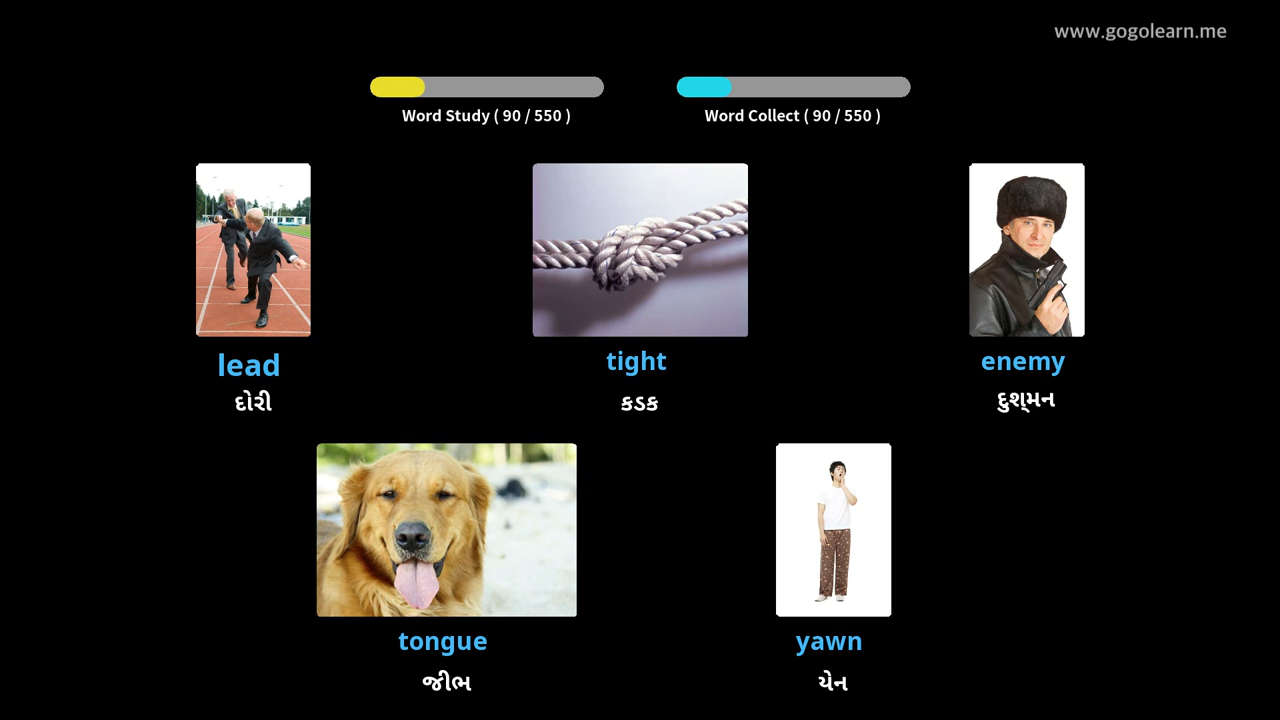 www.gogolearn.me
Word Study ( 90 / 550 )
Word Collect ( 90 / 550 )
lead
દોરી
tight
કડક
enemy
દુશ્મન
tongue
જીભ
yawn
યેન